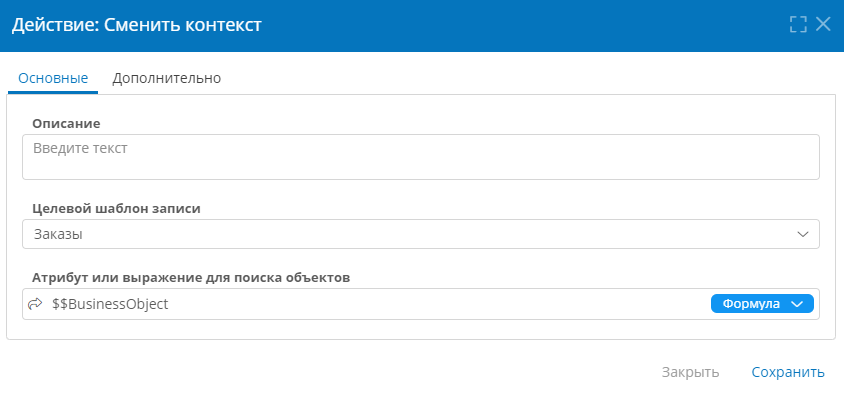 Действие: Сменить контекст
Основные Дополнительно
Описание
Введите текст
Целевой шаблон записи
Заказы
Атрибут или выражение для поиска объектов
$$BusinessObject Формула
Закрыть Сохранить